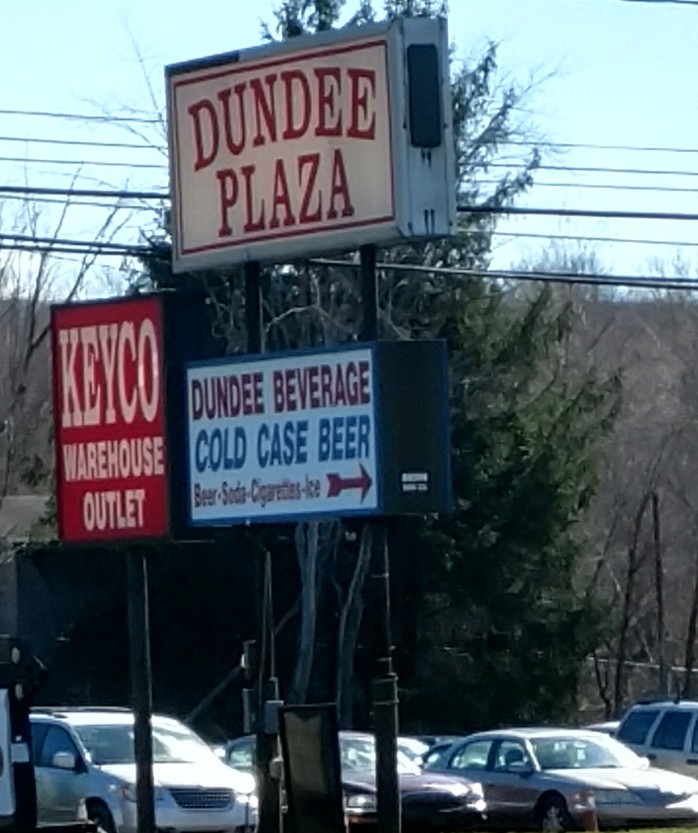 DUNDEE
PLAZA
KEYCO
WAREHOUSE
OUTLET
DUNDEE BEVERAGE
COLD CASE BEER
Beer-Soda-Cigarettes-Ice